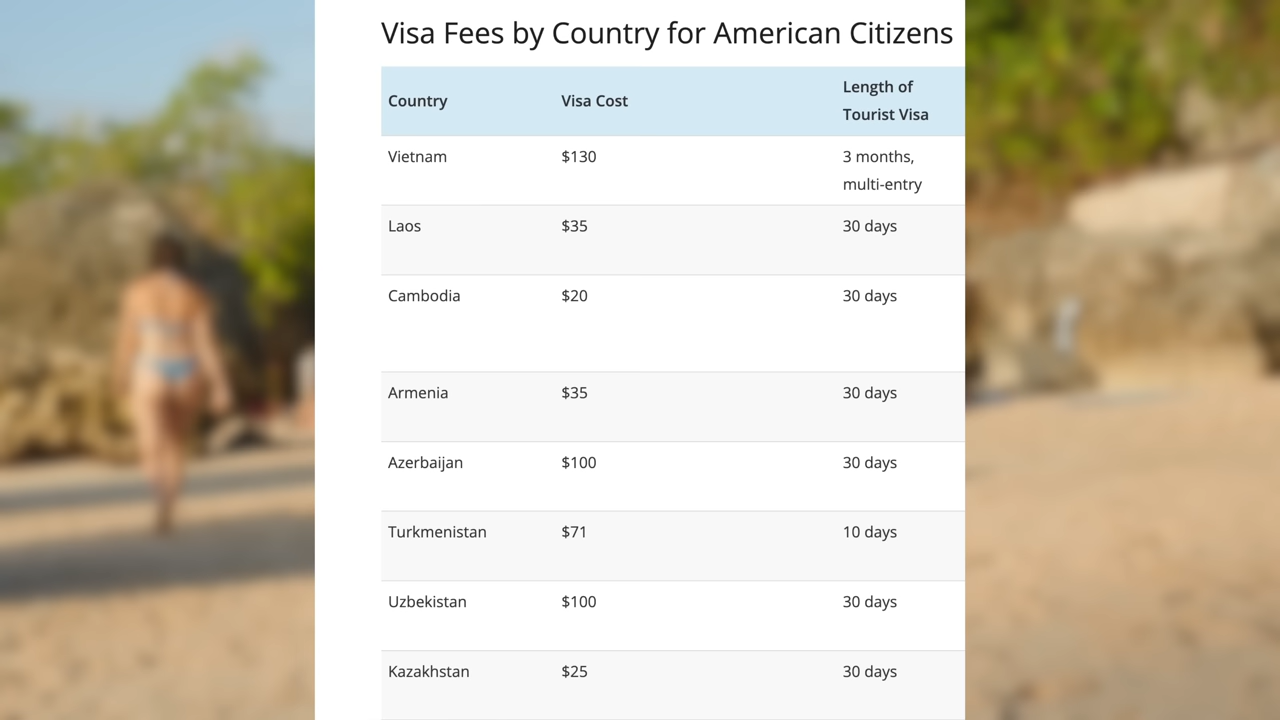 Visa Fees by Country for American Citizens
Country Visa Cost Length of
Tourist Visa
Vietnam $130 3 months,
multi-entry
Laos $35 30 days
Cambodia $20 30 days
Armenia $35 30 days
Azerbaijan $100 30 days
Turkmenistan $71 10 days
Uzbekistan $100 30 days
Kazakhstan $25 30 days